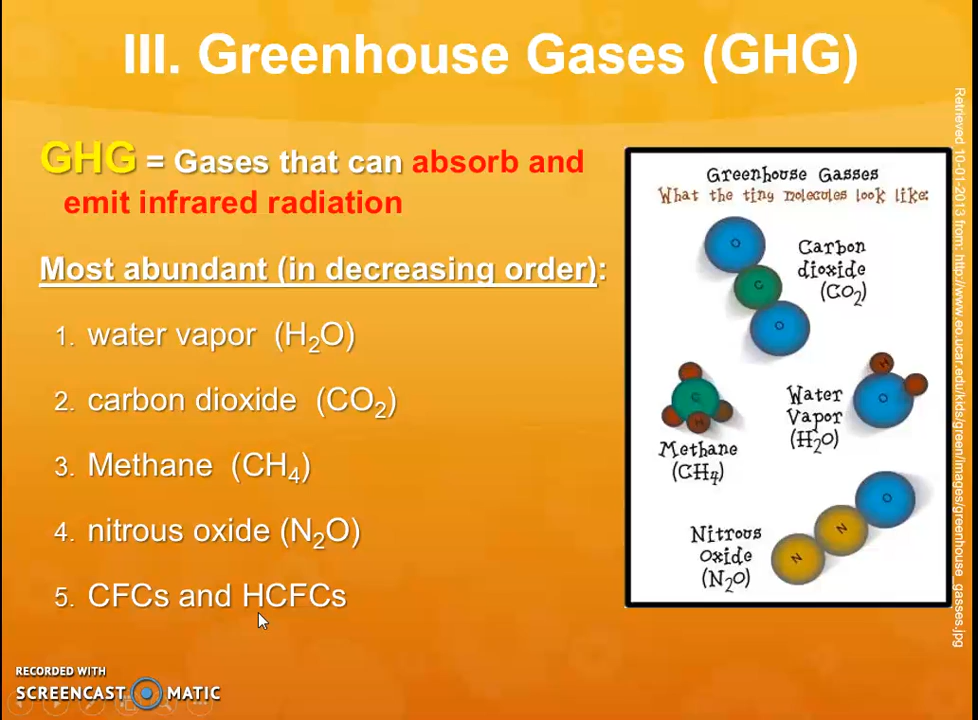 III. Greenhouse Gases (GHG)
GHG = Gases that can absorb and
emit infrared radiation
Most abundant (in decreasing order):
1. water vapor (H₂O)
2. carbon dioxide (CO₂)
3. Methane (CH₄)
4. nitrous oxide (N₂O)
5. CFCs and HCFCs
Greenhouse Gasses
What the tiny molecules look like:
O
C
O
Carbon
dioxide
(CO₂)
C
H
Methane
(CH₄)
Water
Vapor
(H₂O)
H
O
Nitrous
Oxide
(N₂O)
N
N
O
Retrieved 10-01-2013 from: http://www.eo.ucar.edu/kids/green/images/greenhouse_gasses.jpg
RECORDED WITH
SCREENCAST MATIC